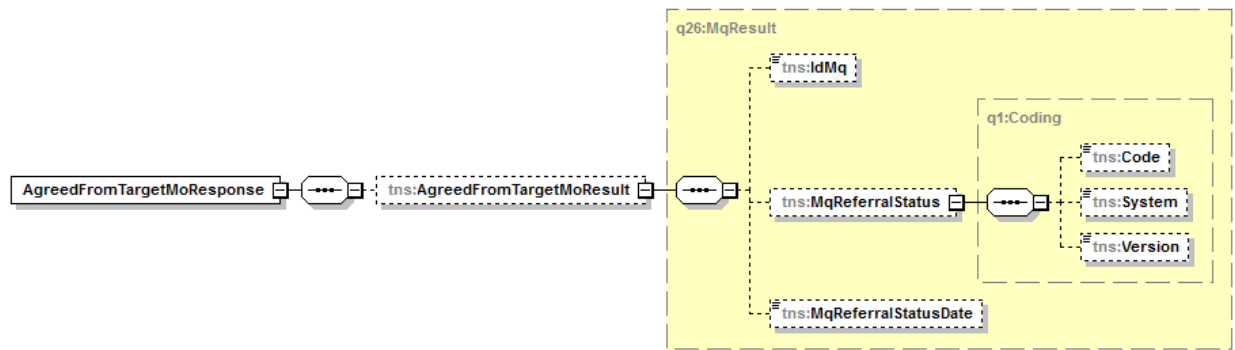 q26:MqResult
tns:IdMq
q1:Coding
tns:Code
AgreedFromTargetMoResponse
tns:AgreedFromTargetMoResult
tns:MqReferralStatus
tns:System
tns:Version
tns:MqReferralStatusDate